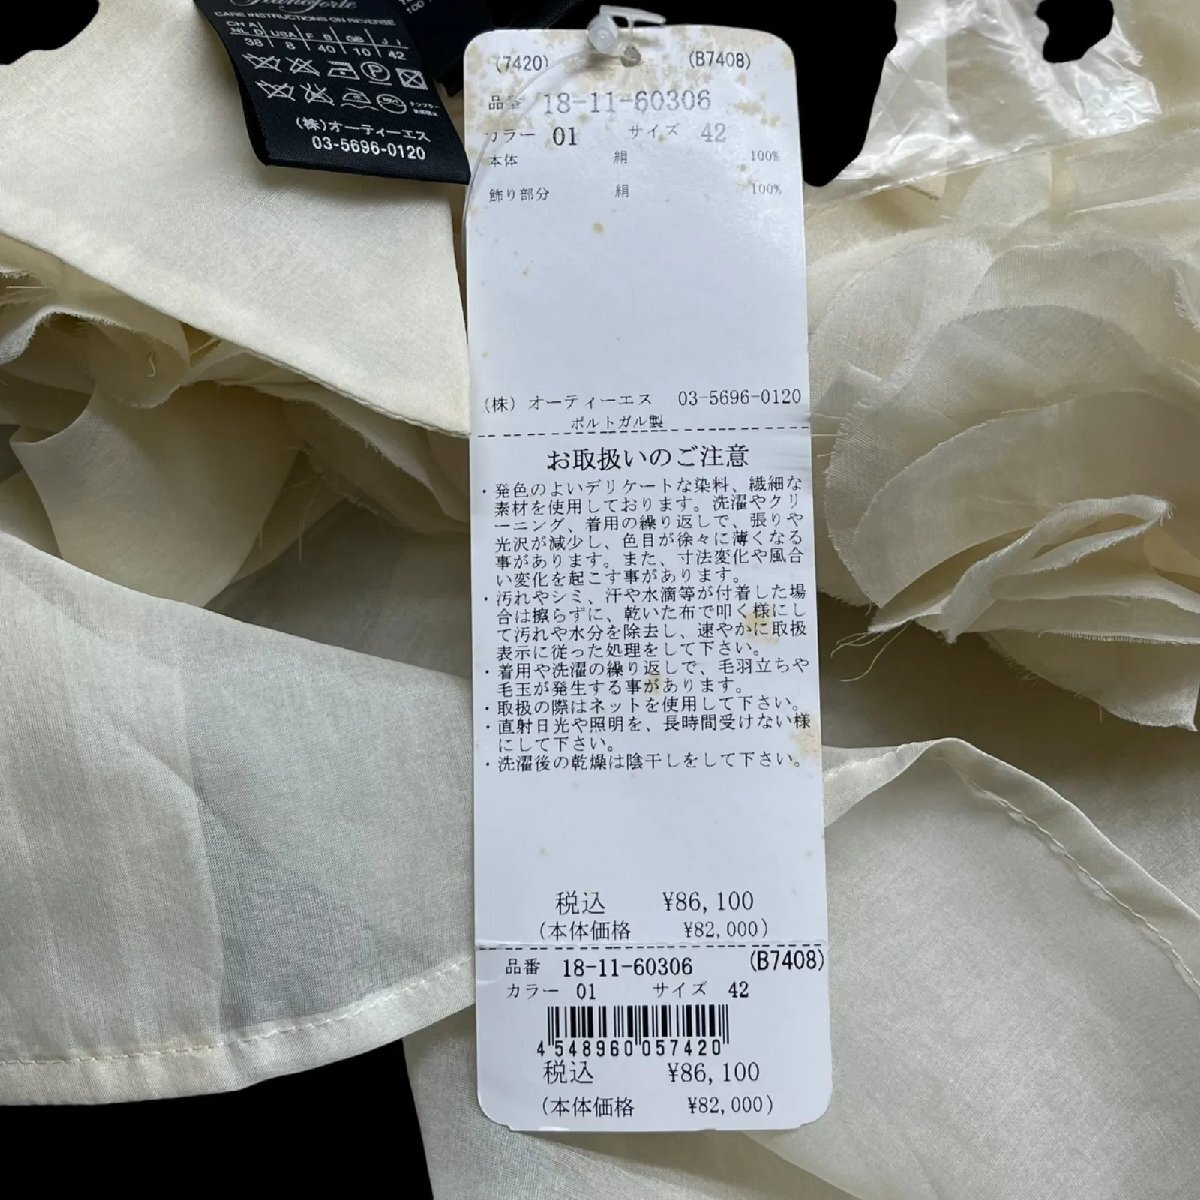 Pianoforte
100
CARE INSTRUCTIONS ON REVERSE
CH A NL D USA F B GB J I
36 8 40 10 42
(株)オーティーエス
03-5696-0120
(7420) (B7408)
品番 18-11-60306
カラー 01 サイズ 42
本体 絹 100%
飾り部分 絹 100%
(株) オーティーエス 03-5696-0120
ポルトガル製
お取扱いのご注意
・発色のよいデリケートな染料、繊細な
素材を使用しております。洗濯やクリ
ーニング、着用の繰り返しで、張りや
光沢が減少し、色目が徐々に薄くなる
事があります。また、寸法変化や風合
い変化を起こす事があります。
・汚れやシミ、汗や水滴等が付着した場
合は擦らずに、乾いた布で叩く様にし
て汚れや水分を除去し、速やかに取扱
表示に従った処理をして下さい。
・着用や洗濯の繰り返しで、毛羽立ちや
毛玉が発生する事があります。
・取扱の際はネットを使用して下さい。
・直射日光や照明を、長時間受けない様
にして下さい。
・洗濯後の乾燥は陰干しをして下さい。
税込 ¥86,100
(本体価格 ¥82,000)
品番 18-11-60306 (B7408)
カラー 01 サイズ 42
4548960057420
税込 ¥86,100
(本体価格 ¥82,000)